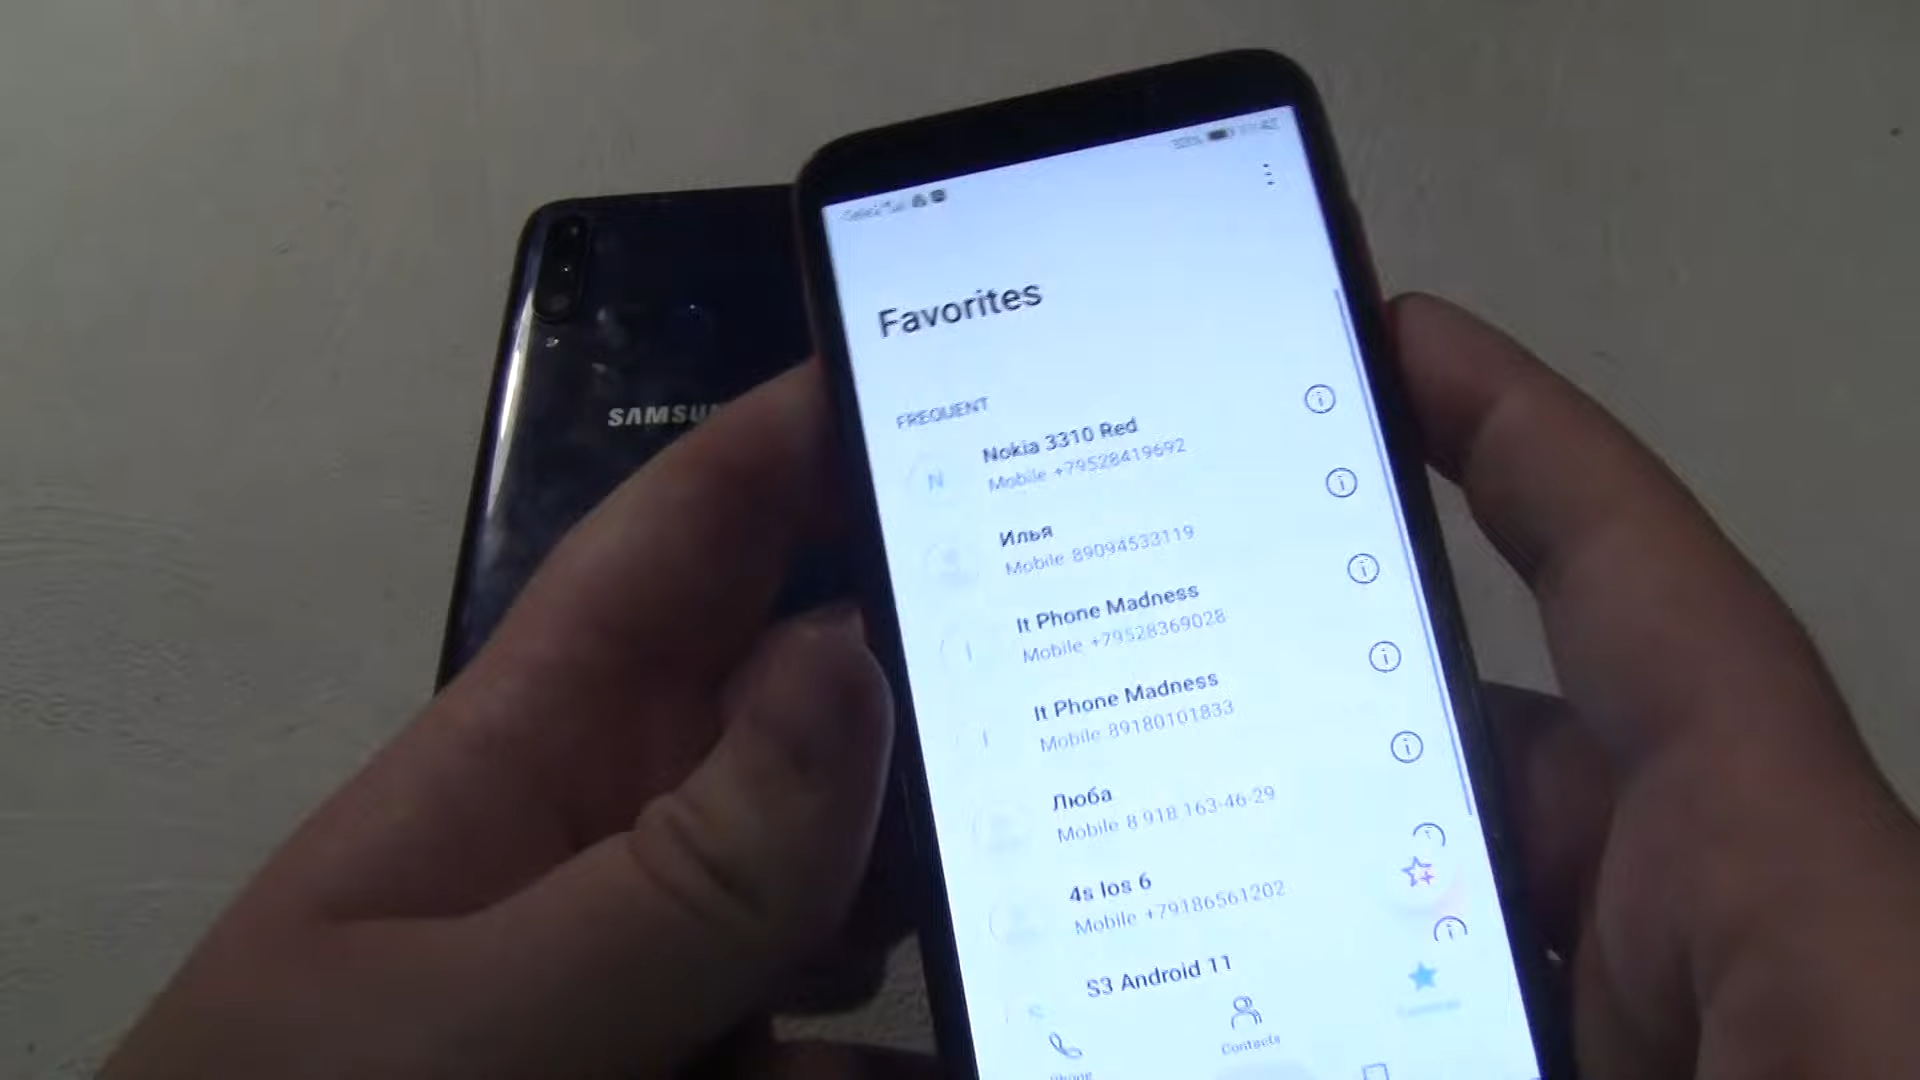 Favorites
FREQUENT
Nokia 3310 Red
Mobile +79528419692
N
Илья
Mobile 89094533119
It Phone Madness
Mobile +79528369028
I
It Phone Madness
Mobile 89180101833
I
Люба
Mobile 8 918 163-46-29
4s Ios 6
Mobile +79186561202
S3 Android 11
S
Contacts